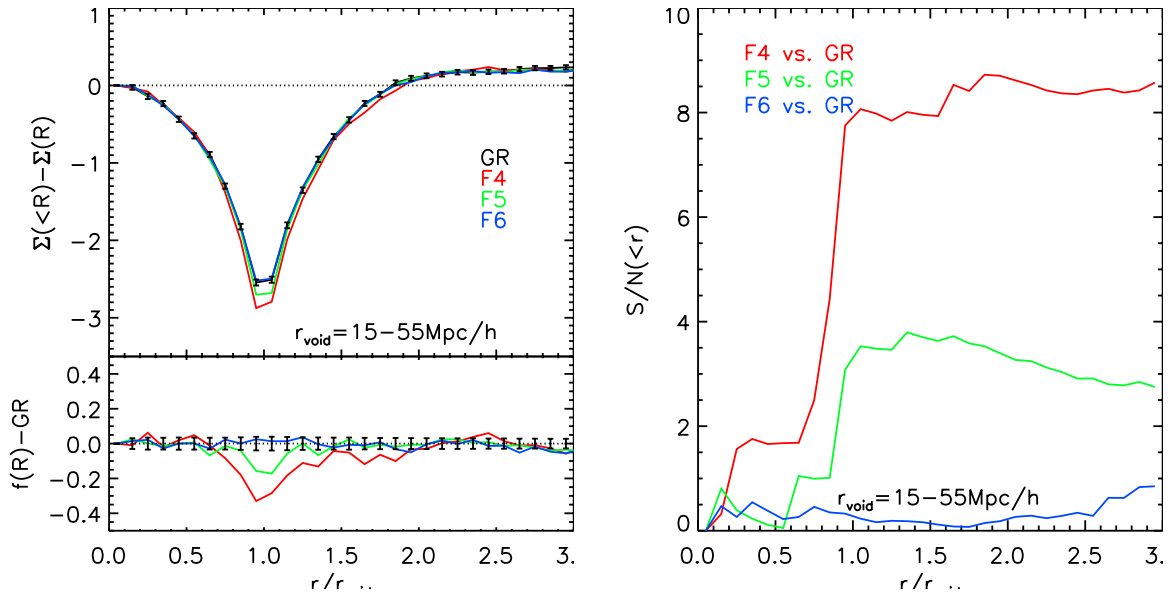 1
0
−1
−2
−3
Σ(<R)−Σ(R)
GR
F4
F5
F6
r_void=15−55Mpc/h
0.4
0.2
0.0
−0.2
−0.4
f(R)−GR
0.0 0.5 1.0 1.5 2.0 2.5 3.
10
8
6
4
2
0
S/N(<r)
F4 vs. GR
F5 vs. GR
F6 vs. GR
r_void=15−55Mpc/h
0.0 0.5 1.0 1.5 2.0 2.5 3.